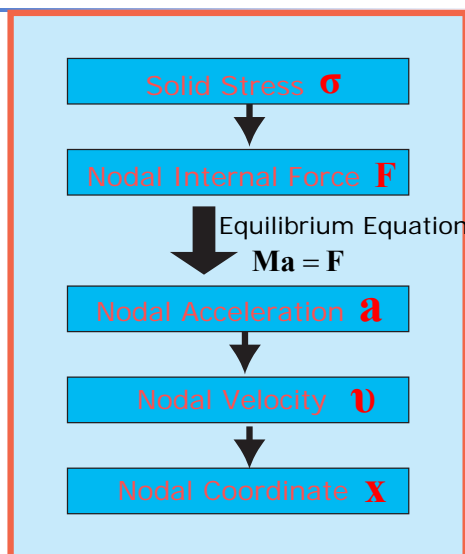 Solid Stress σ
Nodal Internal Force F
Equilibrium Equation
Ma = F
Nodal Acceleration a
Nodal Velocity υ
Nodal Coordinate x